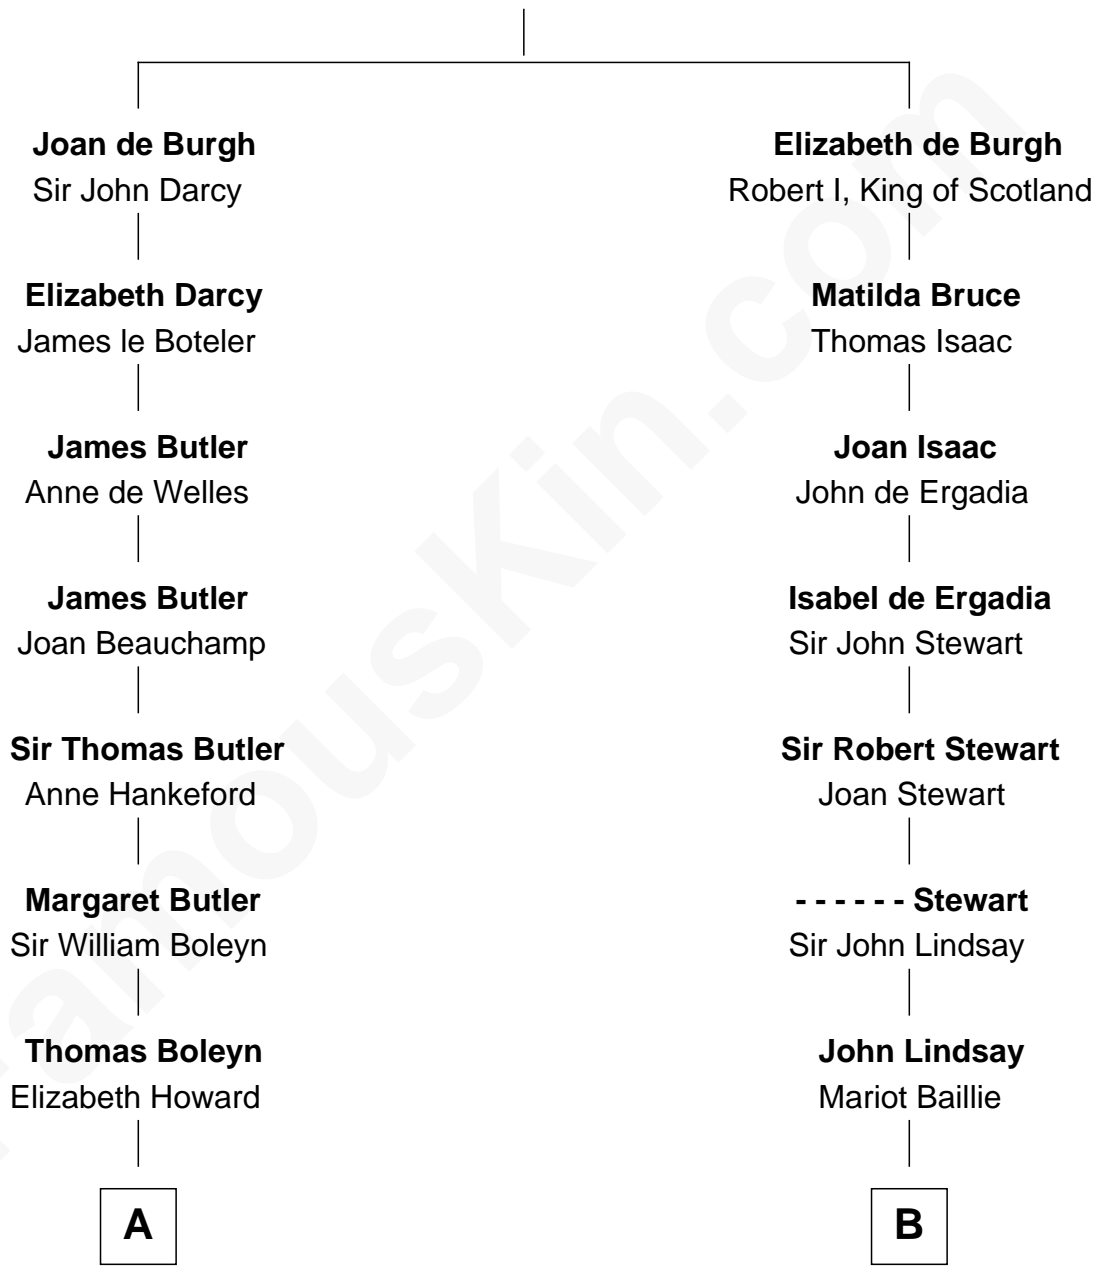 Joan de Burgh
Sir John Darcy
Elizabeth Darcy
James le Boteler
James Butler
Anne de Welles
James Butler
Joan Beauchamp
Sir Thomas Butler
Anne Hankeford
Margaret Butler
Sir William Boleyn
Thomas Boleyn
Elizabeth Howard
A
Elizabeth de Burgh
Robert I, King of Scotland
Matilda Bruce
Thomas Isaac
Joan Isaac
John de Ergadia
Isabel de Ergadia
Sir John Stewart
Sir Robert Stewart
Joan Stewart
- - - - - - Stewart
Sir John Lindsay
John Lindsay
Mariot Baillie
B
FamousKin.com